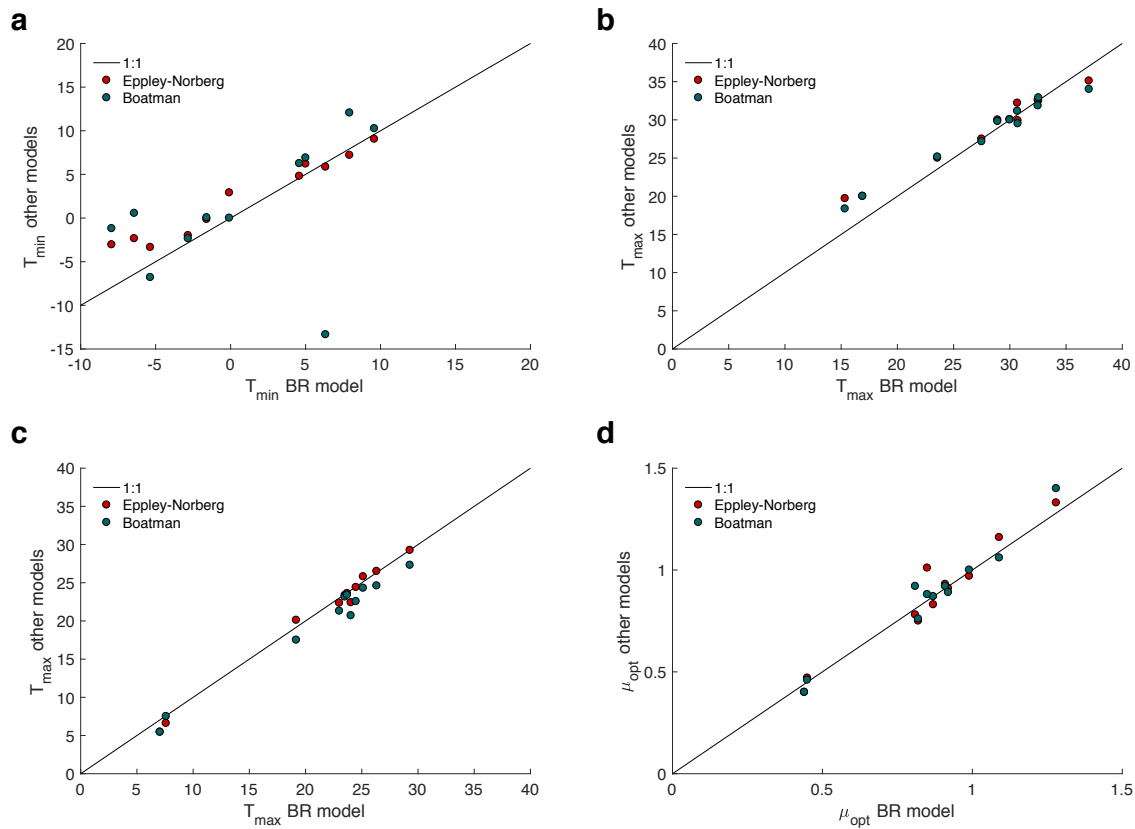 a
20
15
10
5
0
-5
-10
-15
1:1
Eppley-Norberg
Boatman
T_min other models
-10 -5 0 5 10 15 20
T_min BR model
b
40
35
30
25
20
15
10
5
0
1:1
Eppley-Norberg
Boatman
T_max other models
0 5 10 15 20 25 30 35 40
T_max BR model
c
40
35
30
25
20
15
10
5
0
1:1
Eppley-Norberg
Boatman
T_max other models
0 5 10 15 20 25 30 35 40
T_max BR model
d
1.5
1
0.5
0
1:1
Eppley-Norberg
Boatman
μ_opt other models
0 0.5 1 1.5
μ_opt BR model